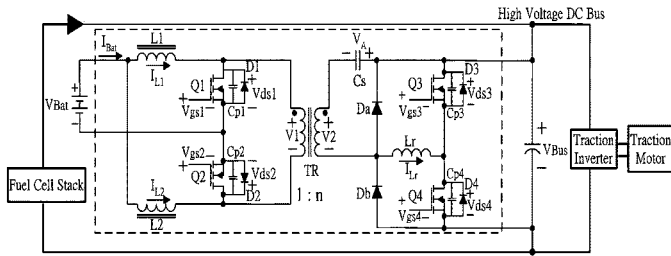 High Voltage DC Bus
I_Bat
L1
I_L1
VBat
Q1
D1
Vds1
Vgs1
Cp1
V1
V2
TR
1 : n
Vgs2
Q2
Cp2
Vds2
D2
I_L2
L2
V_A
Cs
Da
Db
Lr
I_Lr
Q3
D3
Vds3
Vgs3
Cp3
Cp4
Q4
D4
Vds4
Vgs4
V_Bus
Fuel Cell Stack
Traction
Inverter
Traction
Motor